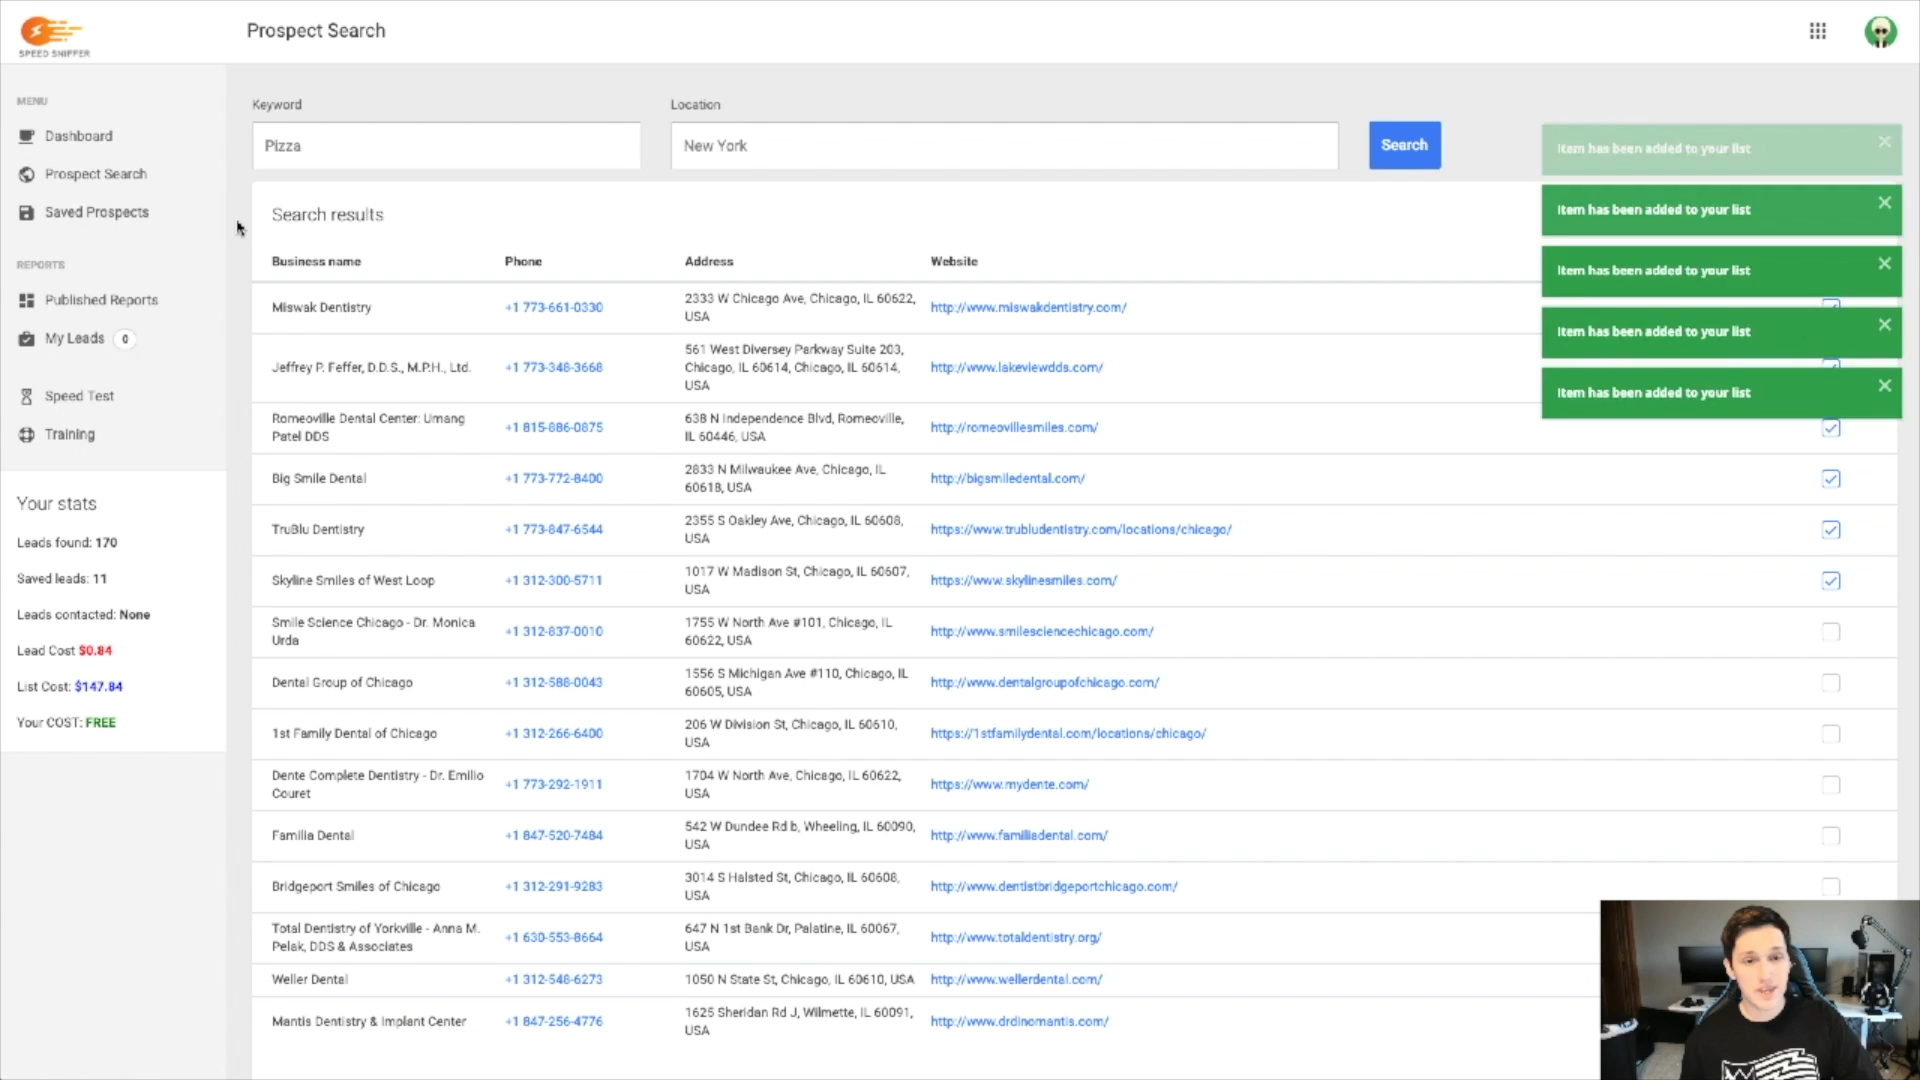 SPEED SNIFFER
Prospect Search
MENU
Dashboard
Prospect Search
Saved Prospects
REPORTS
Published Reports
My Leads 0
Speed Test
Training
Your stats
Leads found: 170
Saved leads: 11
Leads contacted: None
Lead Cost $0.84
List Cost: $147.84
Your COST: FREE
Keyword
Location
Pizza
New York
Search
Item has been added to your list
Item has been added to your list
Item has been added to your list
Item has been added to your list
Item has been added to your list
Search results
Business name Phone Address Website
Miswak Dentistry +1 773-661-0330 2333 W Chicago Ave, Chicago, IL 60622, http://www.miswakdentistry.com/
USA
561 West Diversey Parkway Suite 203,
Jeffrey P. Feffer, D.D.S., M.P.H., Ltd. +1 773-348-3668 Chicago, IL 60614, Chicago, IL 60614, http://www.lakeviewdds.com/
USA
Romeoville Dental Center: Umang +1 815-886-0875 638 N Independence Blvd, Romeoville, http://romeovillesmiles.com/
Patel DDS IL 60446, USA
Big Smile Dental +1 773-772-8400 2833 N Milwaukee Ave, Chicago, IL http://bigsmiledental.com/
60618, USA
TruBlu Dentistry +1 773-847-6544 2355 S Oakley Ave, Chicago, IL 60608, https://www.trubludentistry.com/locations/chicago/
USA
Skyline Smiles of West Loop +1 312-300-5711 1017 W Madison St, Chicago, IL 60607, https://www.skylinesmiles.com/
USA
Smile Science Chicago - Dr. Monica +1 312-837-0010 1755 W North Ave #101, Chicago, IL http://www.smilesciencechicago.com/
Urda 60622, USA
Dental Group of Chicago +1 312-588-0043 1556 S Michigan Ave #110, Chicago, IL http://www.dentalgroupofchicago.com/
60605, USA
1st Family Dental of Chicago +1 312-266-6400 206 W Division St, Chicago, IL 60610, https://1stfamilydental.com/locations/chicago/
USA
Dente Complete Dentistry - Dr. Emilio +1 773-292-1911 1704 W North Ave, Chicago, IL 60622, https://www.mydente.com/
Couret USA
Familia Dental +1 847-520-7484 542 W Dundee Rd b, Wheeling, IL 60090, http://www.familiadental.com/
USA
Bridgeport Smiles of Chicago +1 312-291-9283 3014 S Halsted St, Chicago, IL 60608, http://www.dentistbridgeportchicago.com/
USA
Total Dentistry of Yorkville - Anna M. +1 630-553-8664 647 N 1st Bank Dr, Palatine, IL 60067, http://www.totaldentistry.org/
Pelak, DDS & Associates USA
Weller Dental +1 312-548-6273 1050 N State St, Chicago, IL 60610, USA http://www.wellerdental.com/
Mantis Dentistry & Implant Center +1 847-256-4776 1625 Sheridan Rd J, Wilmette, IL 60091, http://www.drdinomantis.com/
USA